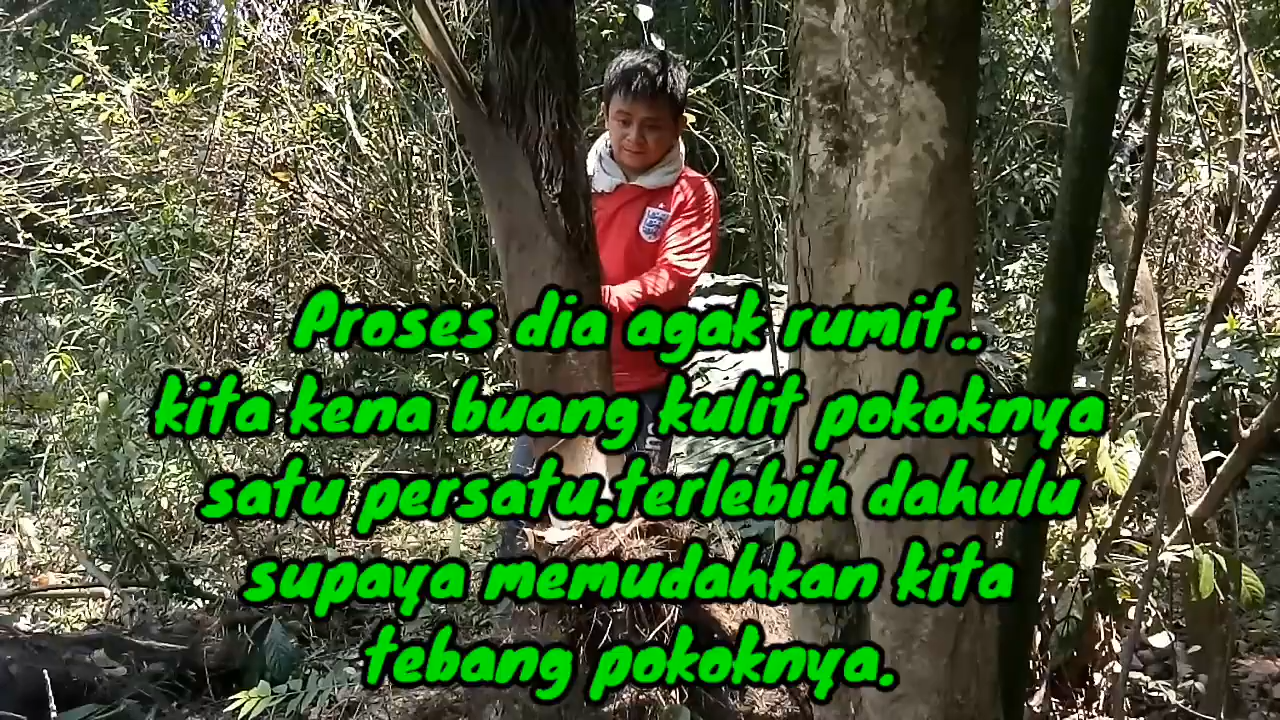 Proses dia agak rumit..
kita kena buang kulit pokoknya
satu persatu,terlebih dahulu
supaya memudahkan kita
tebang pokoknya.